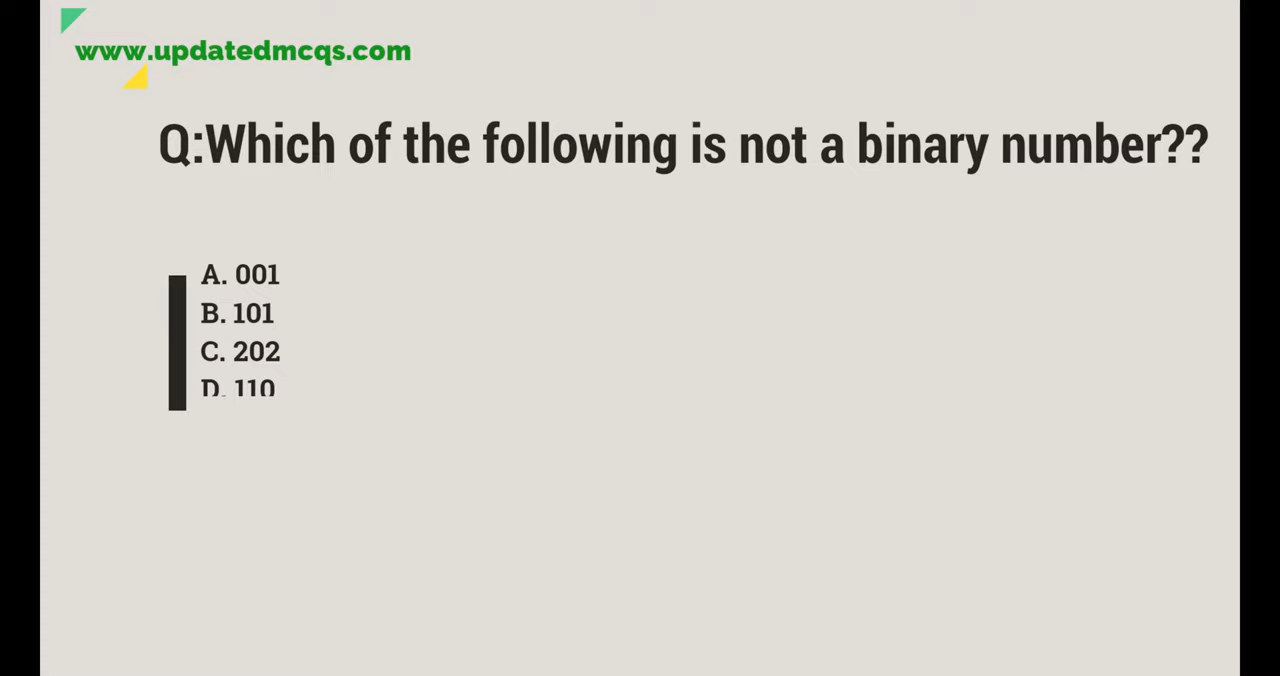 www.updatedmcqs.com
Q:Which of the following is not a binary number??
A. 001
B. 101
C. 202
D. 110